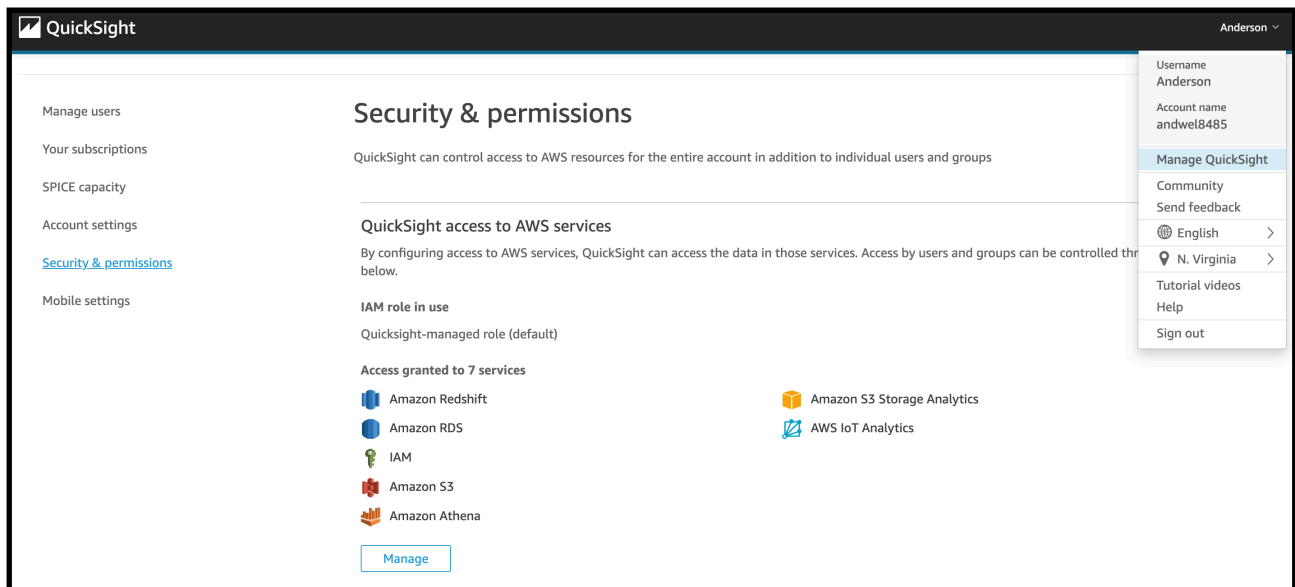 QuickSight
Anderson
Username
Anderson
Account name
andwel8485
Manage QuickSight
Community
Send feedback
English
N. Virginia
Tutorial videos
Help
Sign out
Manage users
Your subscriptions
SPICE capacity
Account settings
Security & permissions
Mobile settings
Security & permissions
QuickSight can control access to AWS resources for the entire account in addition to individual users and groups
QuickSight access to AWS services
By configuring access to AWS services, QuickSight can access the data in those services. Access by users and groups can be controlled thr
below.
IAM role in use
Quicksight-managed role (default)
Access granted to 7 services
Amazon Redshift
Amazon RDS
IAM
Amazon S3
Amazon Athena
Amazon S3 Storage Analytics
AWS IoT Analytics
Manage